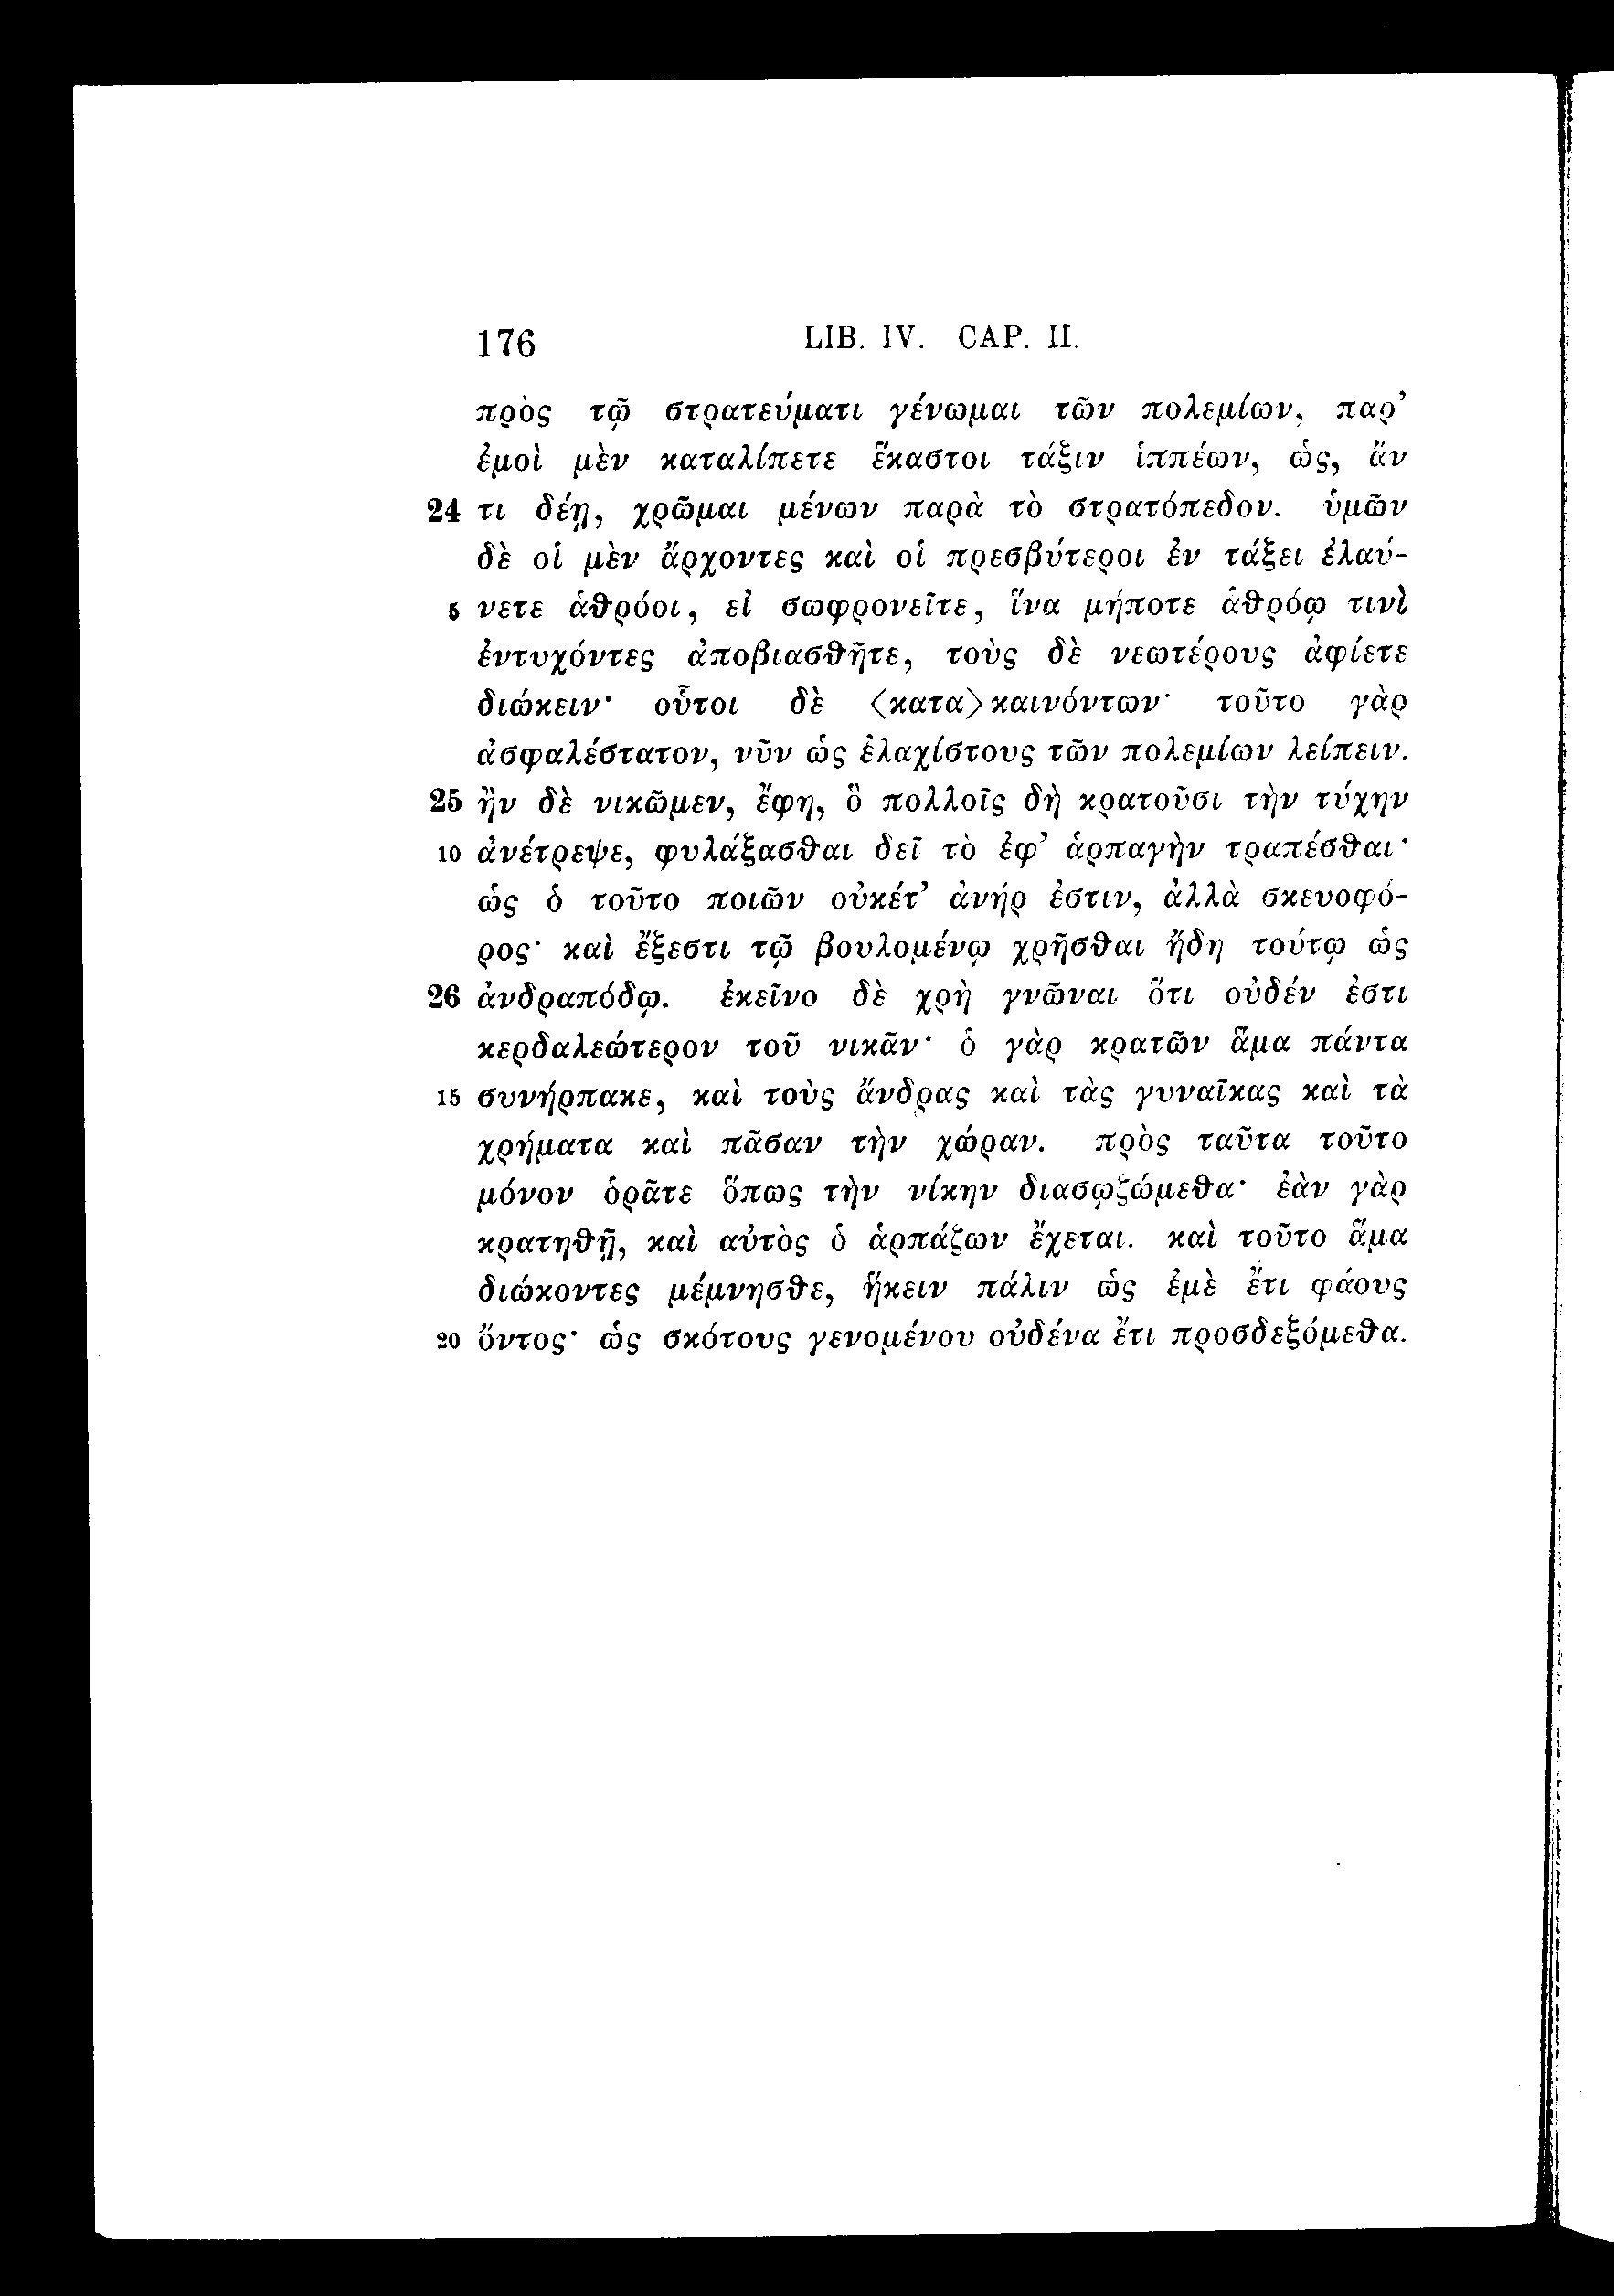 176 LIB. IV. CAP. II.
πρὸς τῷ στρατεύματι γένωμαι τῶν πολεμίων, παρ’
ἐμοὶ μὲν καταλίπετε ἕκαστοι τάξιν ἱππέων, ὡς, ἄν
24 τι δέῃ, χρῶμαι μένων παρὰ τὸ στρατόπεδον. ὑμῶν
δὲ οἱ μὲν ἄρχοντες καὶ οἱ πρεσβύτεροι ἐν τάξει ἐλαύ-
5 νετε ἁθρόοι, εἰ σωφρονεῖτε, ἵνα μήποτε ἁθρόῳ τινὶ
ἐντυχόντες ἀποβιασθῆτε, τοὺς δὲ νεωτέρους ἀφίετε
διώκειν· οὗτοι δὲ 〈κατα〉καινόντων· τοῦτο γὰρ
ἀσφαλέστατον, νῦν ὡς ἐλαχίστους τῶν πολεμίων λείπειν.
25 ἢν δὲ νικῶμεν, ἔφη, ὃ πολλοῖς δὴ κρατοῦσι τὴν τύχην
10 ἀνέτρεψε, φυλάξασθαι δεῖ τὸ ἐφ’ ἁρπαγὴν τραπέσθαι·
ὡς ὁ τοῦτο ποιῶν οὐκέτ’ ἀνήρ ἐστιν, ἀλλὰ σκευοφό-
ρος· καὶ ἔξεστι τῷ βουλομένῳ χρῆσθαι ἤδη τούτῳ ὡς
26 ἀνδραπόδῳ. ἐκεῖνο δὲ χρὴ γνῶναι ὅτι οὐδέν ἐστι
κερδαλεώτερον τοῦ νικᾶν· ὁ γὰρ κρατῶν ἅμα πάντα
15 συνήρπακε, καὶ τοὺς ἄνδρας καὶ τὰς γυναῖκας καὶ τὰ
χρήματα καὶ πᾶσαν τὴν χώραν. πρὸς ταῦτα τοῦτο
μόνον ὁρᾶτε ὅπως τὴν νίκην διασῳζώμεθα· ἐὰν γὰρ
κρατηθῇ, καὶ αὐτὸς ὁ ἁρπάζων ἔχεται. καὶ τοῦτο ἅμα
διώκοντες μέμνησθε, ἥκειν πάλιν ὡς ἐμὲ ἔτι φάους
20 ὄντος· ὡς σκότους γενομένου οὐδένα ἔτι προσδεξόμεθα.